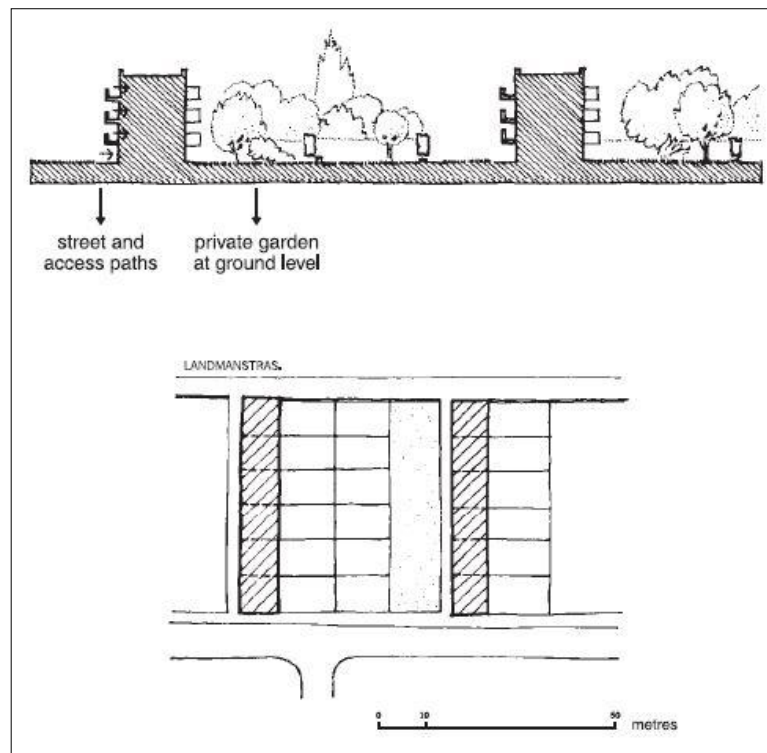 street and
access paths
private garden
at ground level
LANDMANSTRAS.
0 10 50 metres